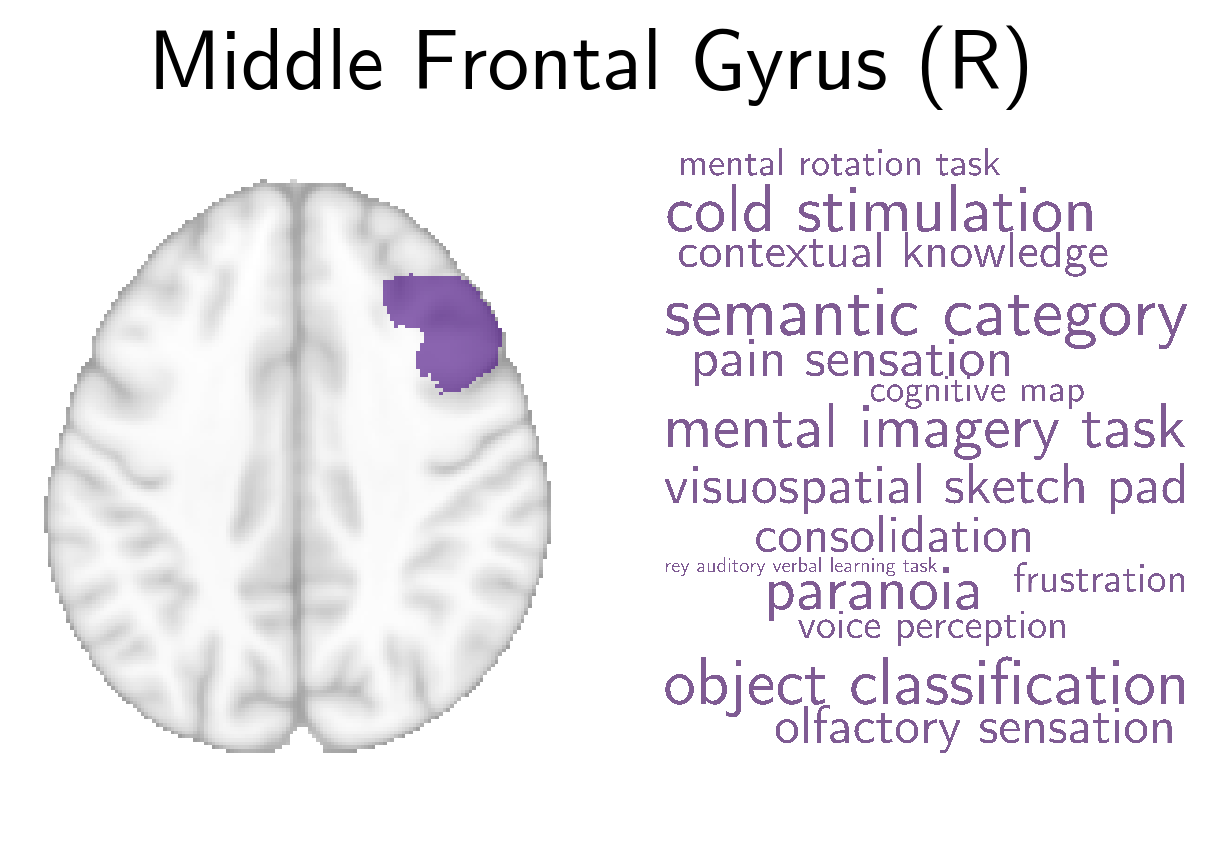 Middle Frontal Gyrus (R)
mental rotation task
cold stimulation
contextual knowledge
semantic category
pain sensation
cognitive map
mental imagery task
visuospatial sketch pad
consolidation
rey auditory verbal learning task
frustration
paranoia
voice perception
object classification
olfactory sensation